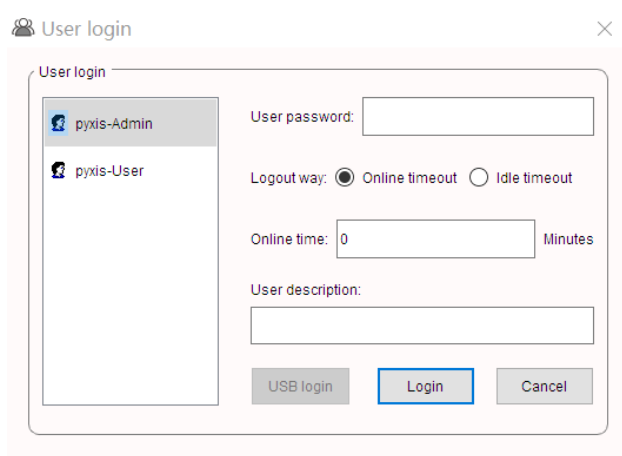 User login
User login
pyxis-Admin
pyxis-User
User password:
Logout way: Online timeout Idle timeout
Online time: 0 Minutes
User description:
USB login Login Cancel